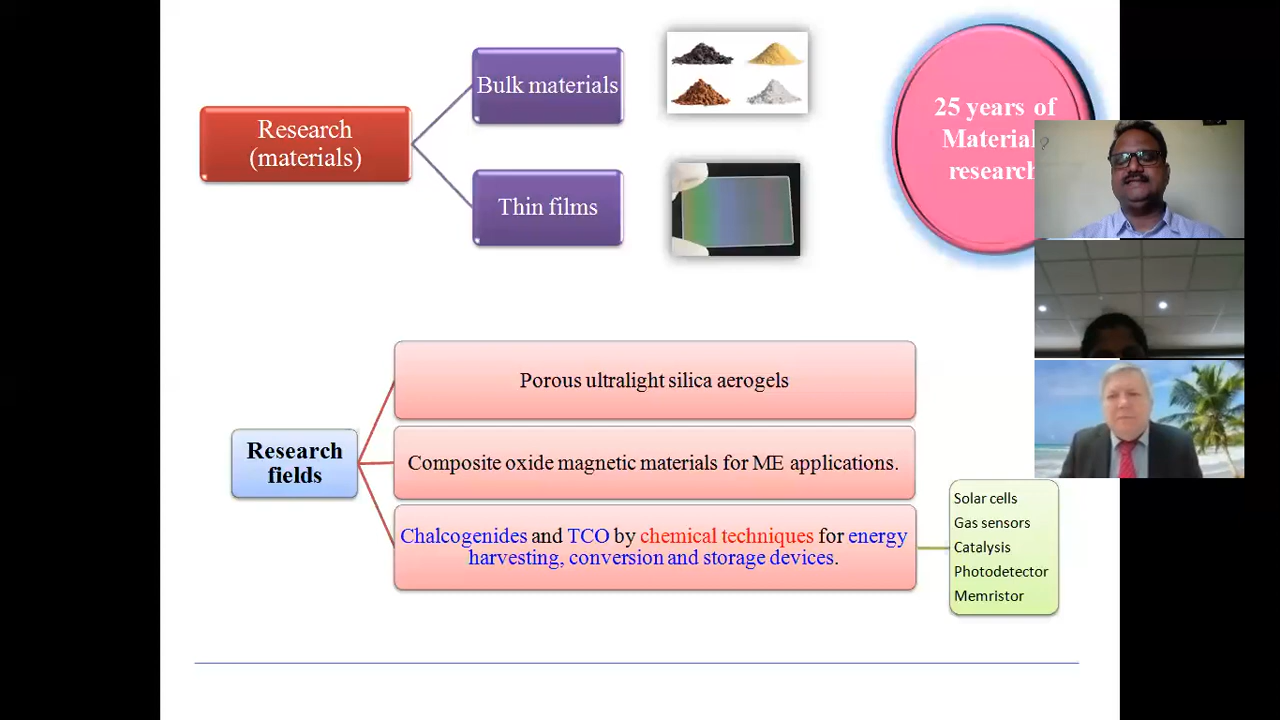 Research
(materials)
Bulk materials
Thin films
25 years of
Material
research
Research
fields
Porous ultralight silica aerogels
Composite oxide magnetic materials for ME applications.
Chalcogenides and TCO by chemical techniques for energy
harvesting, conversion and storage devices.
Solar cells
Gas sensors
Catalysis
Photodetector
Memristor